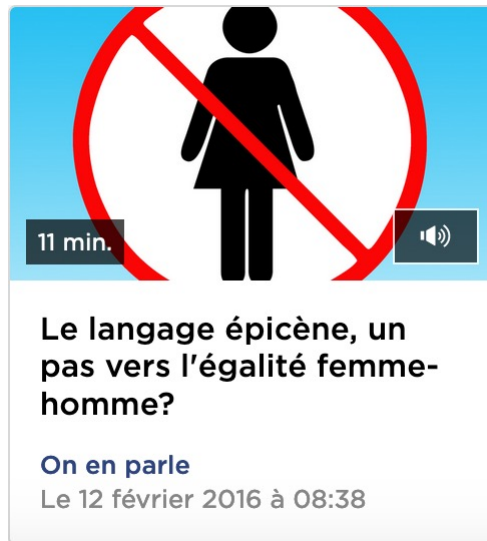 11 min.
Le langage épicène, un
pas vers l'égalité femme-
homme?
On en parle
Le 12 février 2016 à 08:38